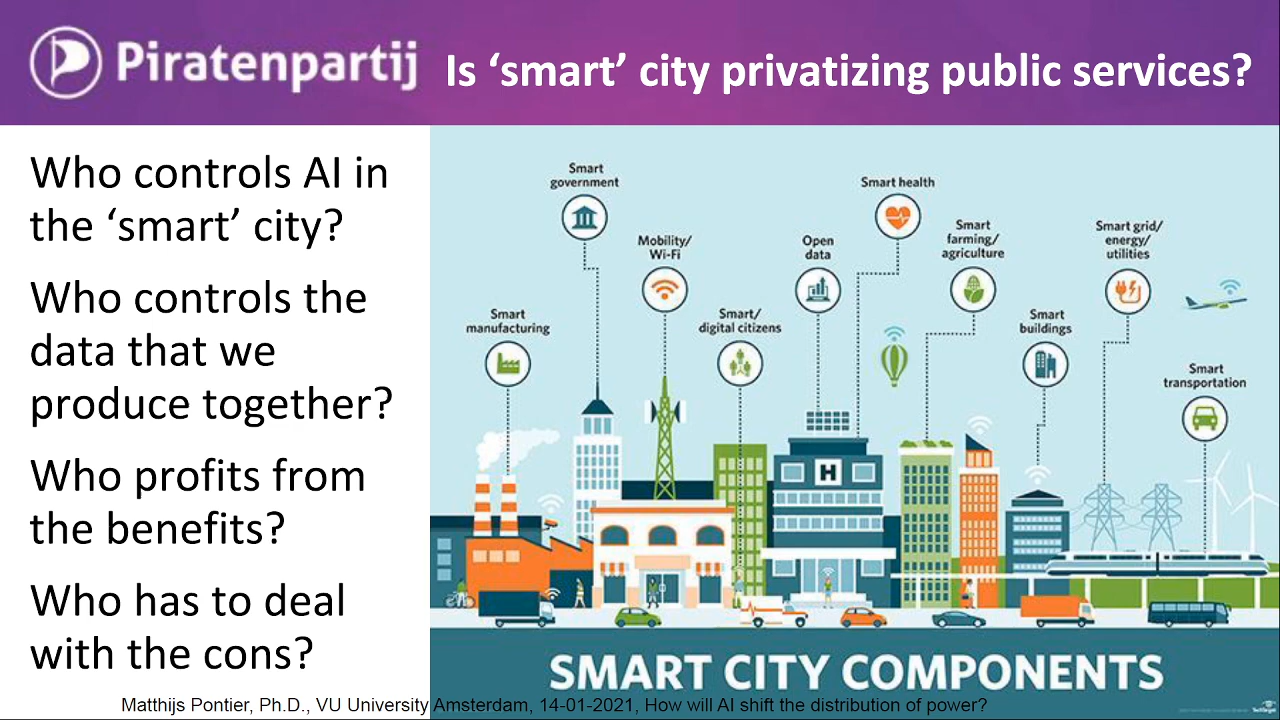 Piratenpartij
Is ‘smart’ city privatizing public services?
Who controls AI in
the ‘smart’ city?
Who controls the
data that we
produce together?
Who profits from
the benefits?
Who has to deal
with the cons?
Smart
government
Smart health
Mobility/
Wi-Fi
Open
data
Smart
farming/
agriculture
Smart grid/
energy/
utilities
Smart
manufacturing
Smart/
digital citizens
Smart
buildings
Smart
transportation
H
SMART CITY COMPONENTS
Matthijs Pontier, Ph.D., VU University Amsterdam, 14-01-2021, How will AI shift the distribution of power?
TechTarget